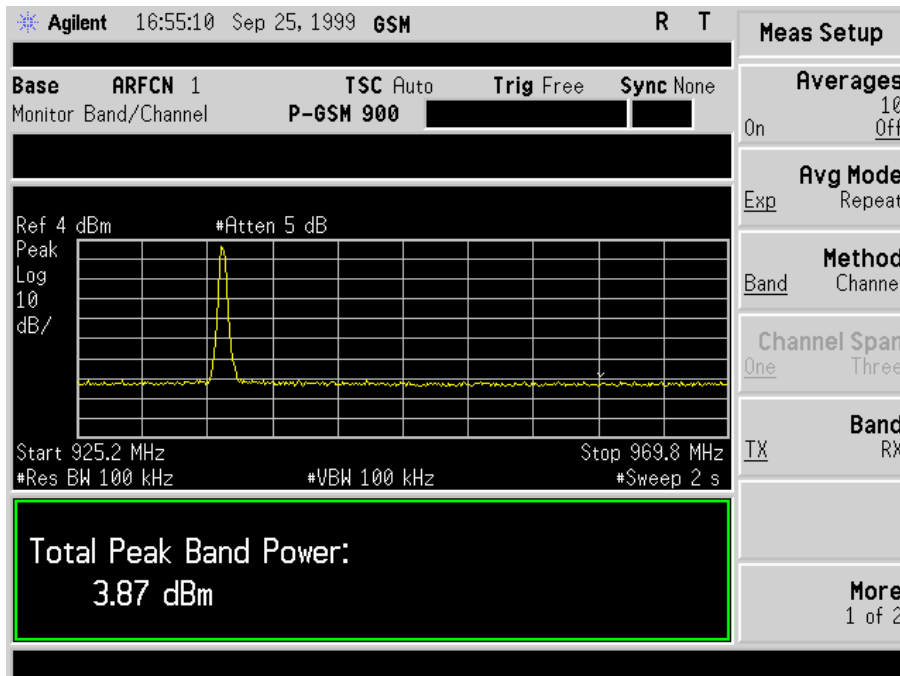 Agilent 16:55:10 Sep 25, 1999 GSM R T
Meas Setup
Base ARFCN 1 TSC Auto Trig Free Sync None
Monitor Band/Channel P-GSM 900
Averages
10
On Off
Avg Mode
Exp Repeat
Ref 4 dBm #Atten 5 dB
Peak
Log
10
dB/
Method
Band Channe
Channel Span
One Three
Start 925.2 MHz Stop 969.8 MHz
#Res BW 100 kHz #VBW 100 kHz #Sweep 2 s
Band
TX RX
Total Peak Band Power:
3.87 dBm
More
1 of 2